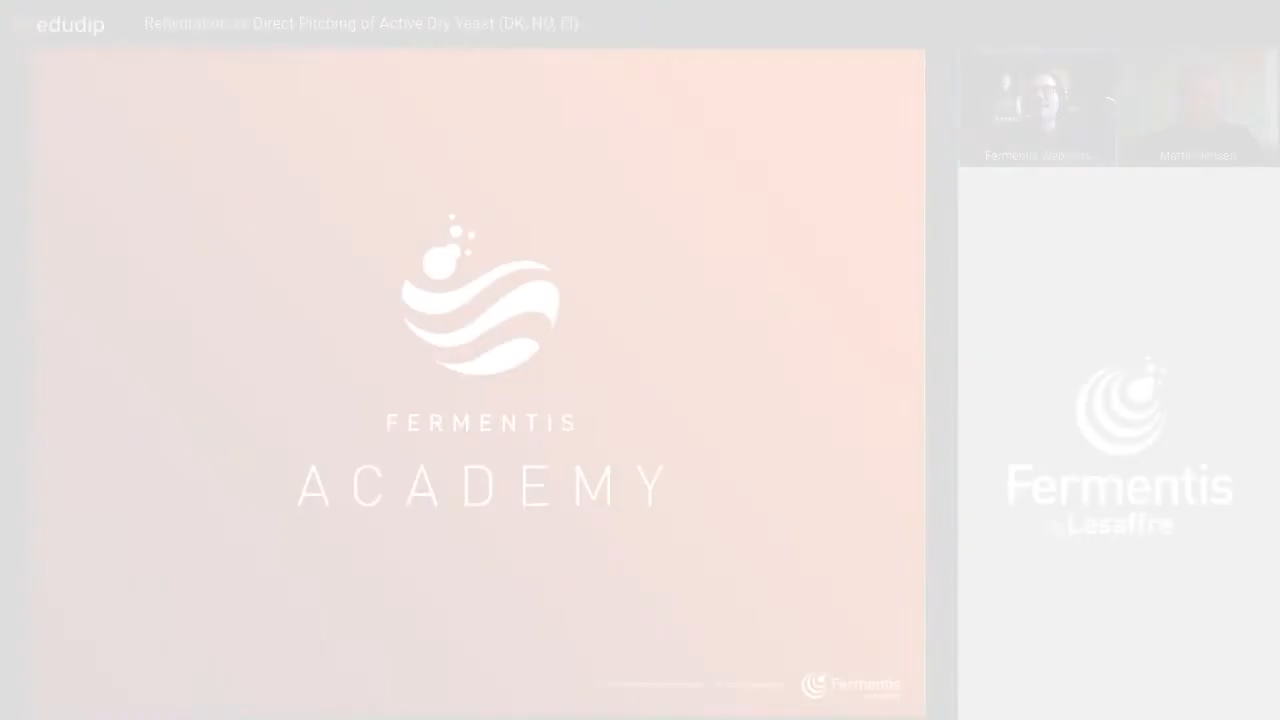 edudip
Rehydration vs Direct Pitching of Active Dry Yeast (DK, NO, FI)
Fermentis Webinars
FERMENTIS
ACADEMY
Fermentis
by Lesaffre
Fermentis